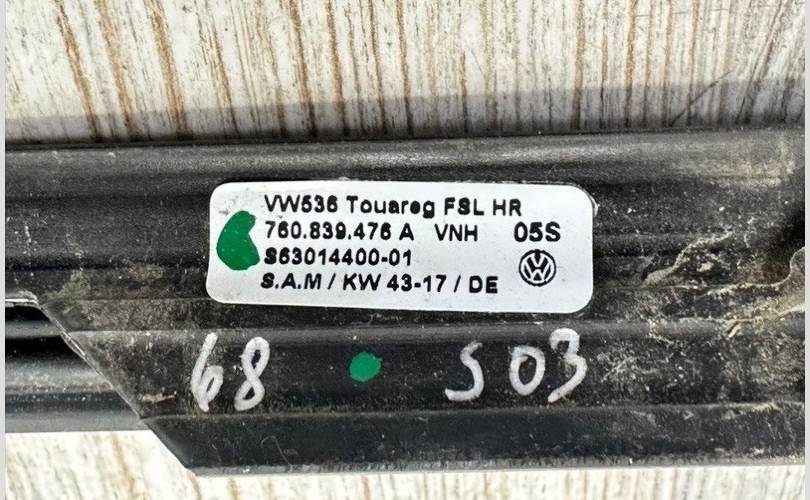 VW536 Touareg FSL HR
760.839.476 A VNH 05S
S63014400-01
S.A.M / KW 43-17 / DE
68 S03